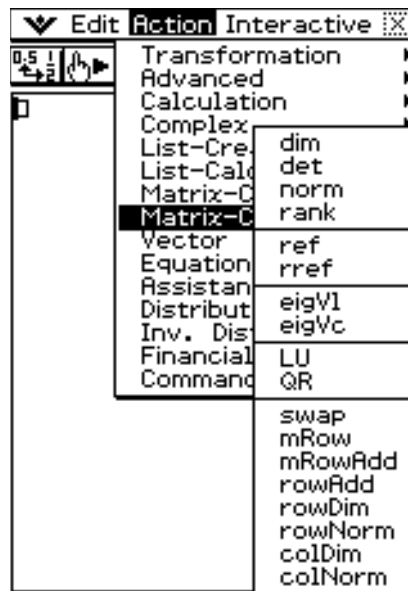 Edit Action Interactive
Transformation
Advanced
Calculation
Complex
List-Cre
List-Calc
Matrix-C
Matrix-C
Vector
Equation
Assistan
Distribut
Inv. Dis
Financial
Command
dim
det
norm
rank
ref
rref
eigVl
eigVc
LU
QR
swap
mRow
mRowAdd
rowAdd
rowDim
rowNorm
colDim
colNorm